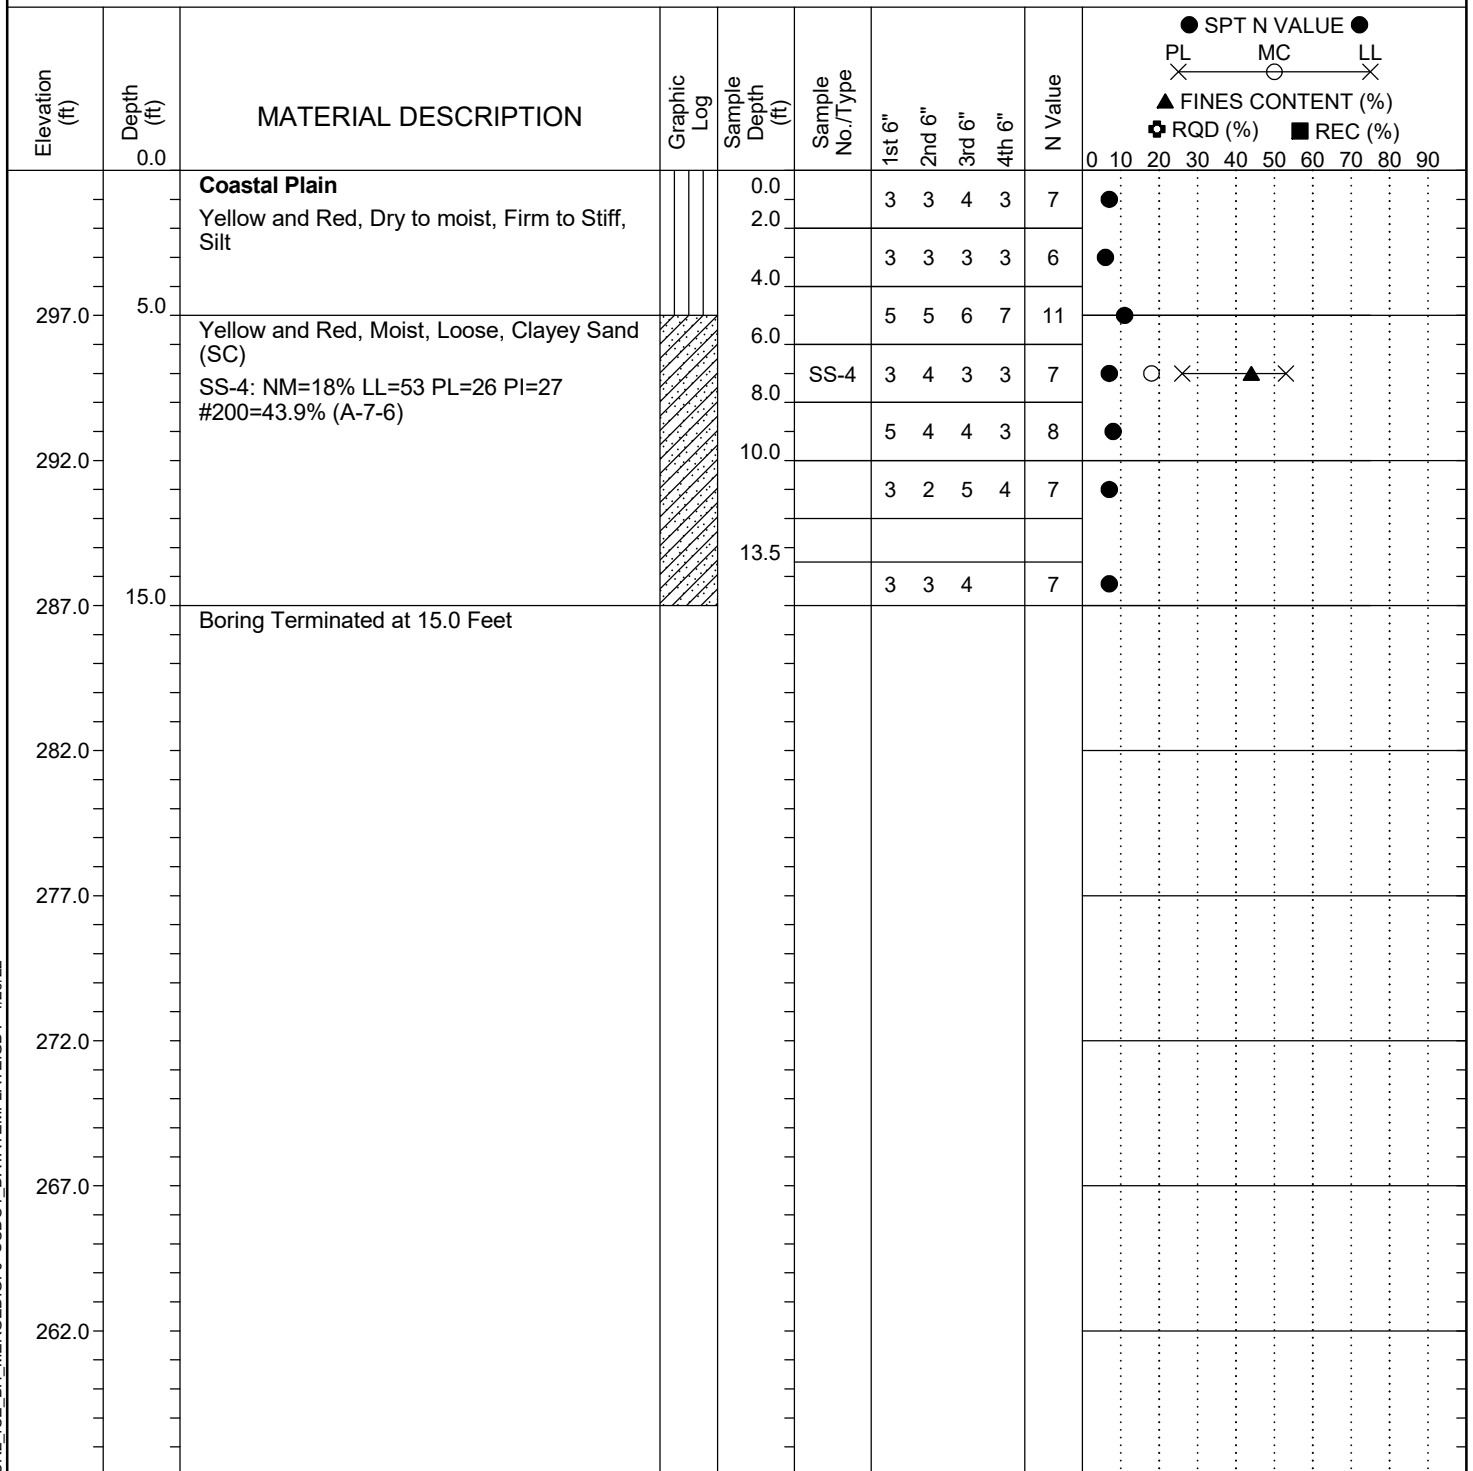 ● SPT N VALUE ●
PL MC LL
▲ FINES CONTENT (%)
RQD (%) ■ REC (%)
0 10 20 30 40 50 60 70 80 90
Elevation (ft)
Depth (ft)
0.0
MATERIAL DESCRIPTION
Graphic Log
Sample Depth (ft)
Sample No./Type
1st 6"
2nd 6"
3rd 6"
4th 6"
N Value
Coastal Plain
Yellow and Red, Dry to moist, Firm to Stiff,
Silt
0.0
3 3 4 3 7
2.0
3 3 3 3 6
4.0
297.0 5.0
5 5 6 7 11
Yellow and Red, Moist, Loose, Clayey Sand
(SC)
6.0
SS-4: NM=18% LL=53 PL=26 PI=27
#200=43.9% (A-7-6)
SS-4 3 4 3 3 7
8.0
5 4 4 3 8
10.0
292.0
3 2 5 4 7
13.5
3 3 4 7
287.0 15.0
Boring Terminated at 15.0 Feet
282.0
277.0
272.0
267.0
262.0